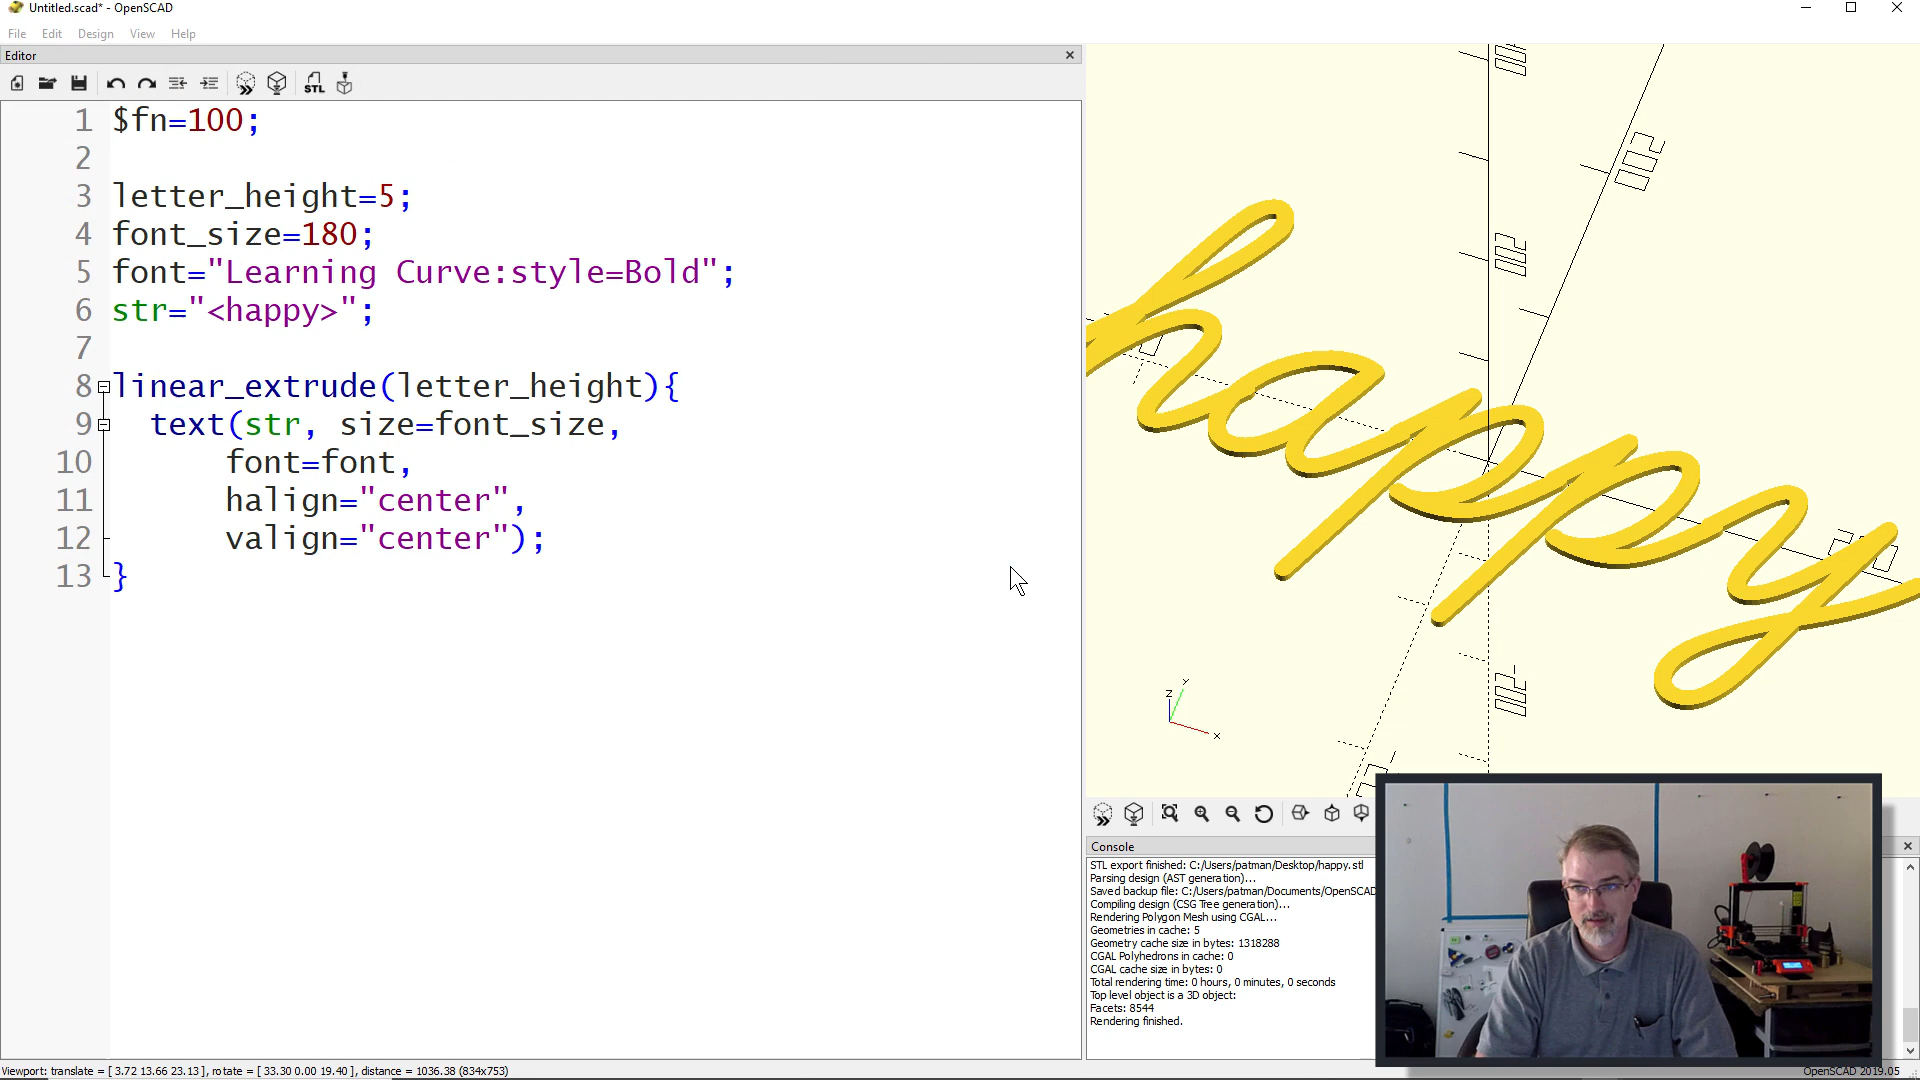 Untitled.scad* - OpenSCAD
File Edit Design View Help
Editor
STL
1 $fn=100;
2
3 letter_height=5;
4 font_size=180;
5 font="Learning Curve:style=Bold";
6 str="<happy>";
7
8 linear_extrude(letter_height){
9 text(str, size=font_size,
10 font=font,
11 halign="center",
12 valign="center");
13 }
happy
Z
Y
X
Console
STL export finished: C:/Users/patman/Desktop/happy.stl
Parsing design (AST generation)...
Saved backup file: C:/Users/patman/Documents/OpenSCAD
Compiling design (CSG Tree generation)...
Rendering Polygon Mesh using CGAL...
Geometries in cache: 5
Geometry cache size in bytes: 1318288
CGAL Polyhedrons in cache: 0
CGAL cache size in bytes: 0
Total rendering time: 0 hours, 0 minutes, 0 seconds
Top level object is a 3D object:
Facets: 8544
Rendering finished.
Viewport: translate = [ 3.72 13.66 23.13 ], rotate = [ 33.30 0.00 19.40 ], distance = 1036.38 (834x753)
OpenSCAD 2019.05